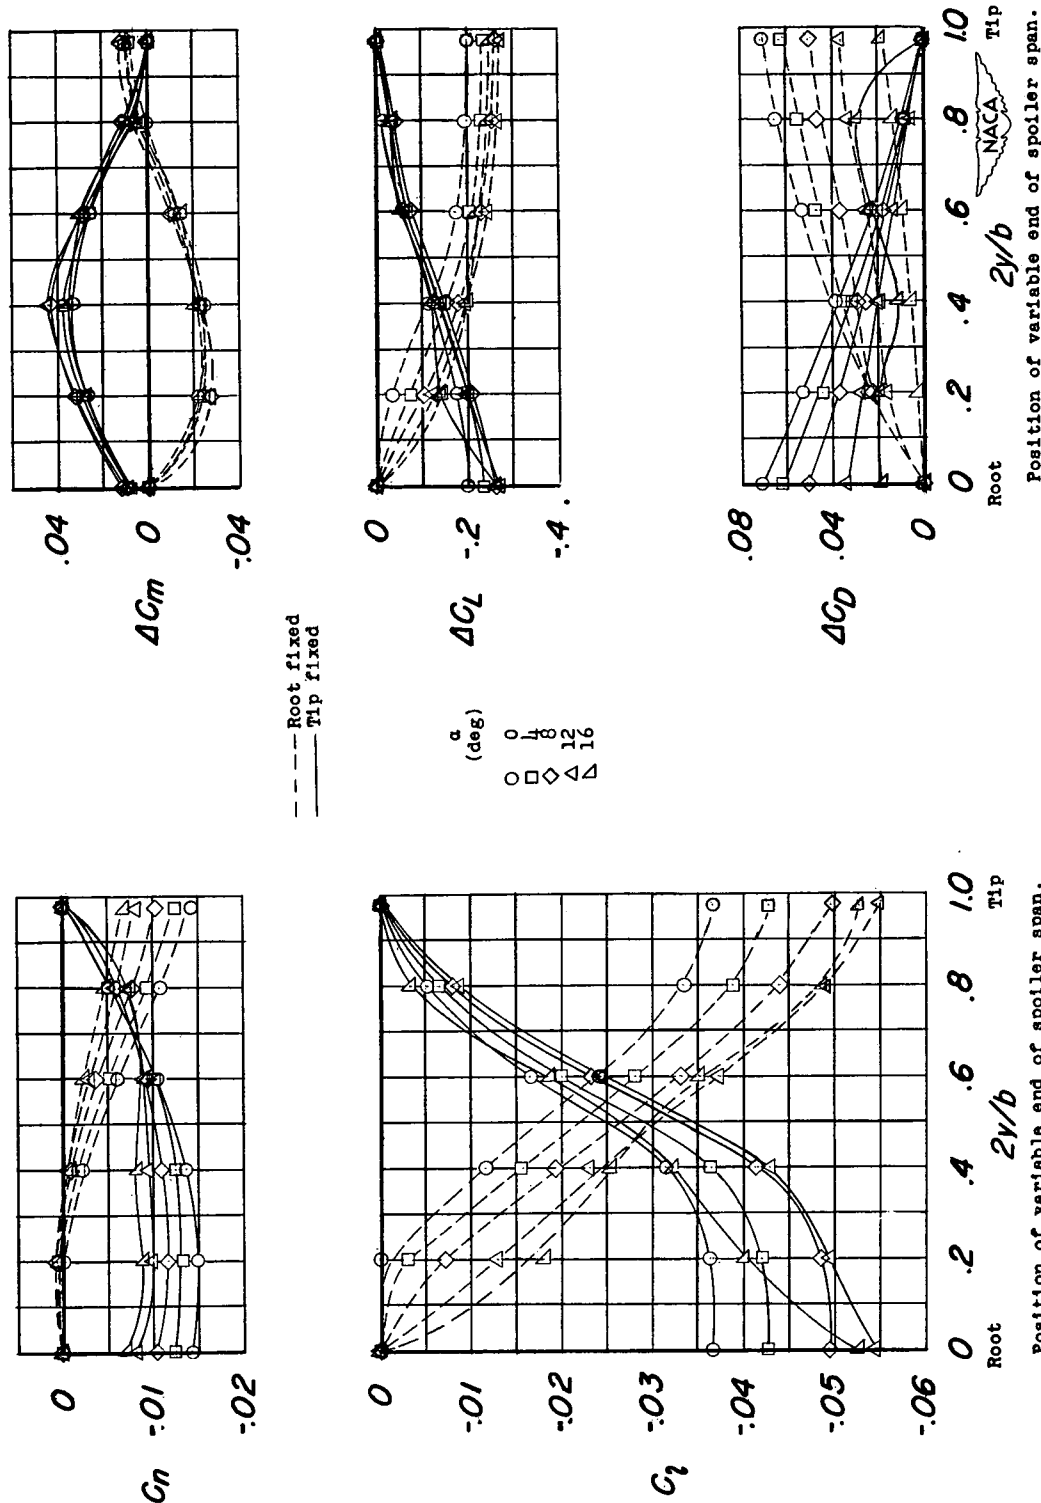 .04
0
-.04
ΔCm
0
-.2
-.4
ΔCL
.08
.04
0
ΔCD
0
.2
.4
.6
.8
1.0
Root
2y/b
Tip
NACA
Position of variable end of spoiler span.
--- Root fixed
—— Tip fixed
α
(deg)
○ 0
□ 4
◇ 8
12
16
0
-.01
-.02
Cn
0
-.01
-.02
-.03
-.04
-.05
-.06
Cl
0
.2
.4
.6
.8
1.0
Root
2y/b
Tip
Position of variable end of spoiler span.